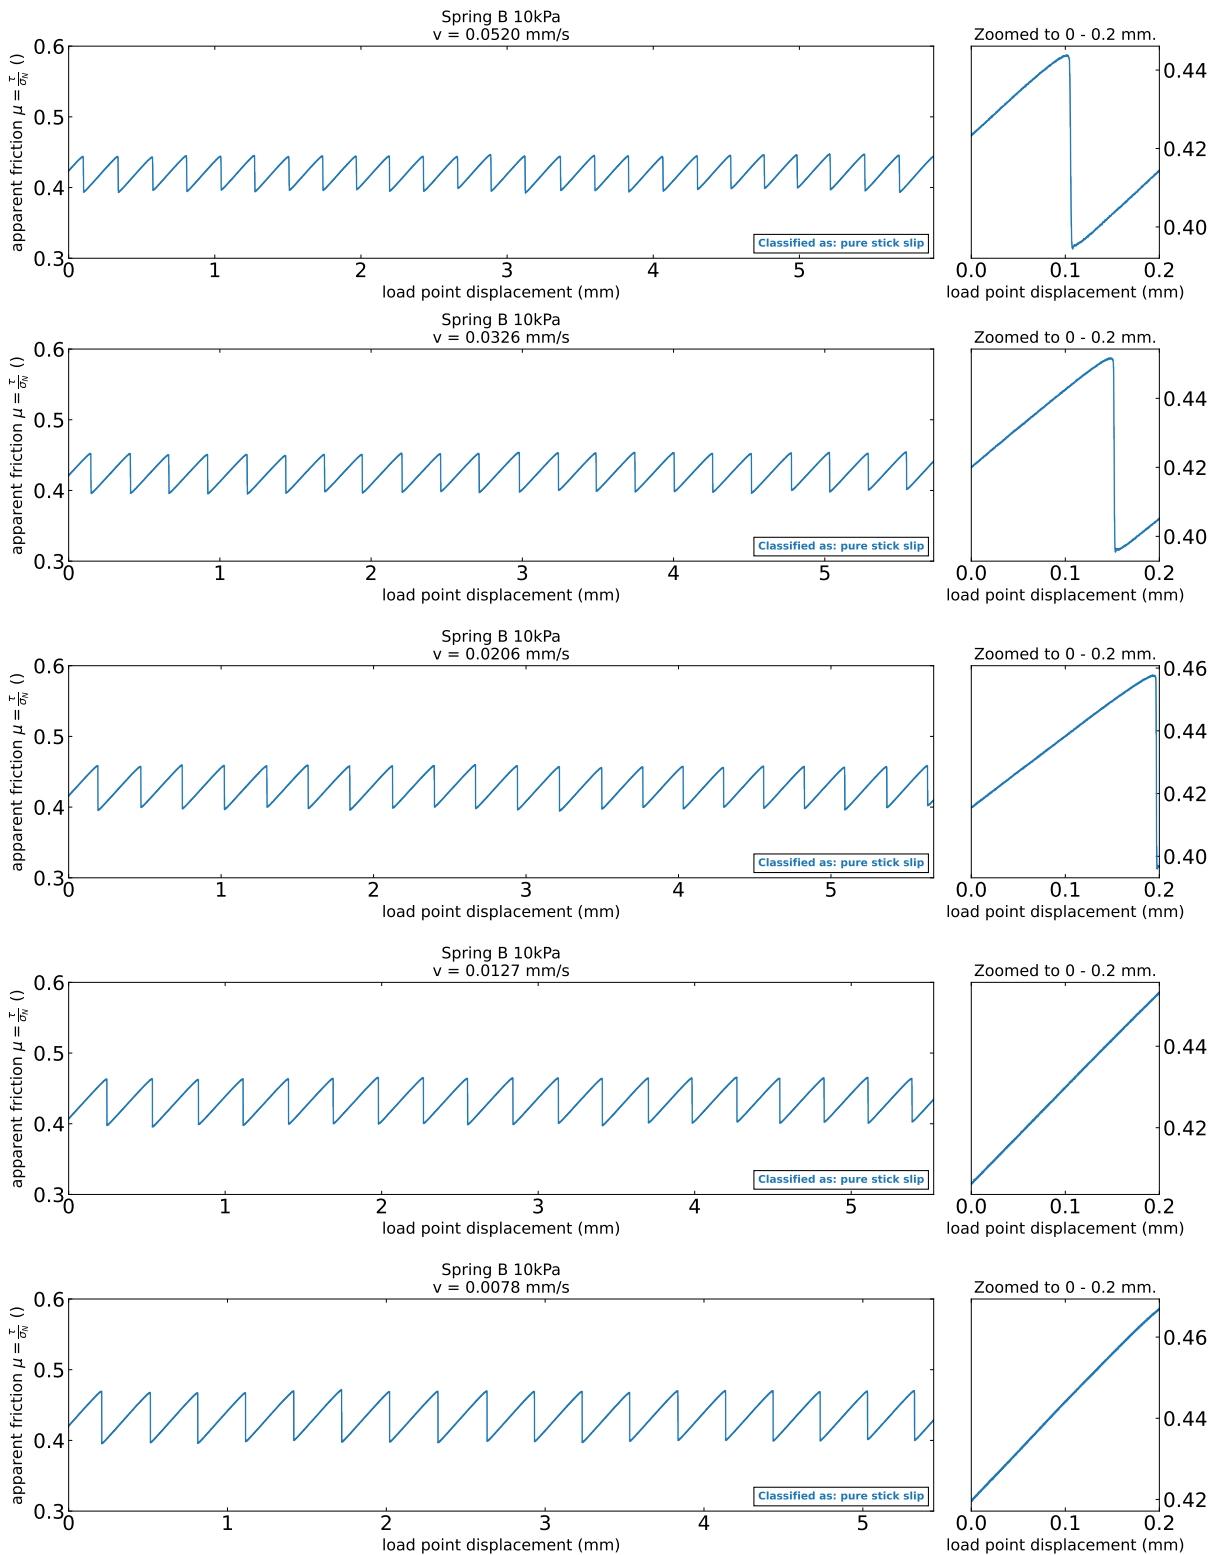 Spring B 10kPa
v = 0.0520 mm/s
Zoomed to 0 - 0.2 mm.
apparent friction μ = τ/σN ()
0.6
0.5
0.4
0.3
0 1 2 3 4 5
load point displacement (mm)
Classified as: pure stick slip
0.44
0.42
0.40
0.0 0.1 0.2
load point displacement (mm)
Spring B 10kPa
v = 0.0326 mm/s
Zoomed to 0 - 0.2 mm.
apparent friction μ = τ/σN ()
0.6
0.5
0.4
0.3
0 1 2 3 4 5
load point displacement (mm)
Classified as: pure stick slip
0.44
0.42
0.40
0.0 0.1 0.2
load point displacement (mm)
Spring B 10kPa
v = 0.0206 mm/s
Zoomed to 0 - 0.2 mm.
apparent friction μ = τ/σN ()
0.6
0.5
0.4
0.3
0 1 2 3 4 5
load point displacement (mm)
Classified as: pure stick slip
0.46
0.44
0.42
0.40
0.0 0.1 0.2
load point displacement (mm)
Spring B 10kPa
v = 0.0127 mm/s
Zoomed to 0 - 0.2 mm.
apparent friction μ = τ/σN ()
0.6
0.5
0.4
0.3
0 1 2 3 4 5
load point displacement (mm)
Classified as: pure stick slip
0.44
0.42
0.0 0.1 0.2
load point displacement (mm)
Spring B 10kPa
v = 0.0078 mm/s
Zoomed to 0 - 0.2 mm.
apparent friction μ = τ/σN ()
0.6
0.5
0.4
0.3
0 1 2 3 4 5
load point displacement (mm)
Classified as: pure stick slip
0.46
0.44
0.42
0.0 0.1 0.2
load point displacement (mm)